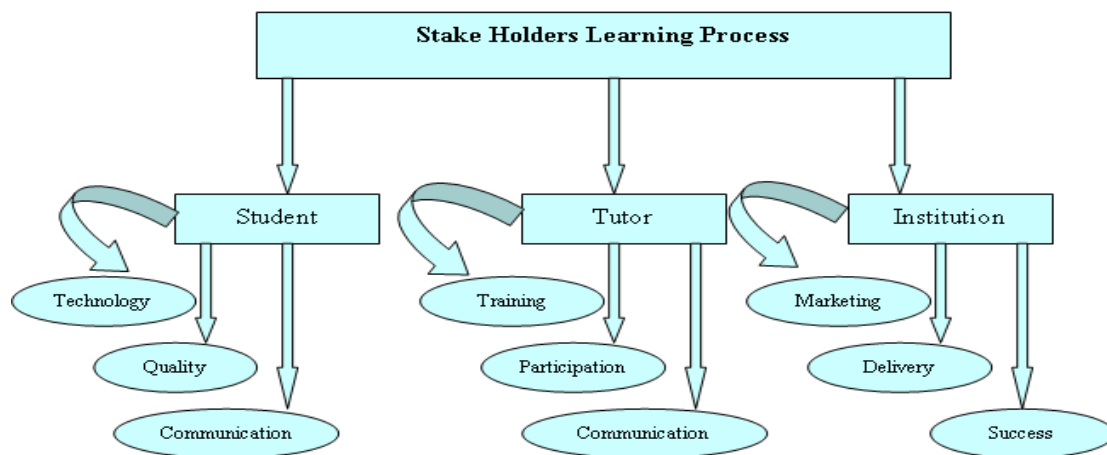 Stake Holders Learning Process
Student
Tutor
Institution
Technology
Training
Marketing
Quality
Participation
Delivery
Communication
Communication
Success